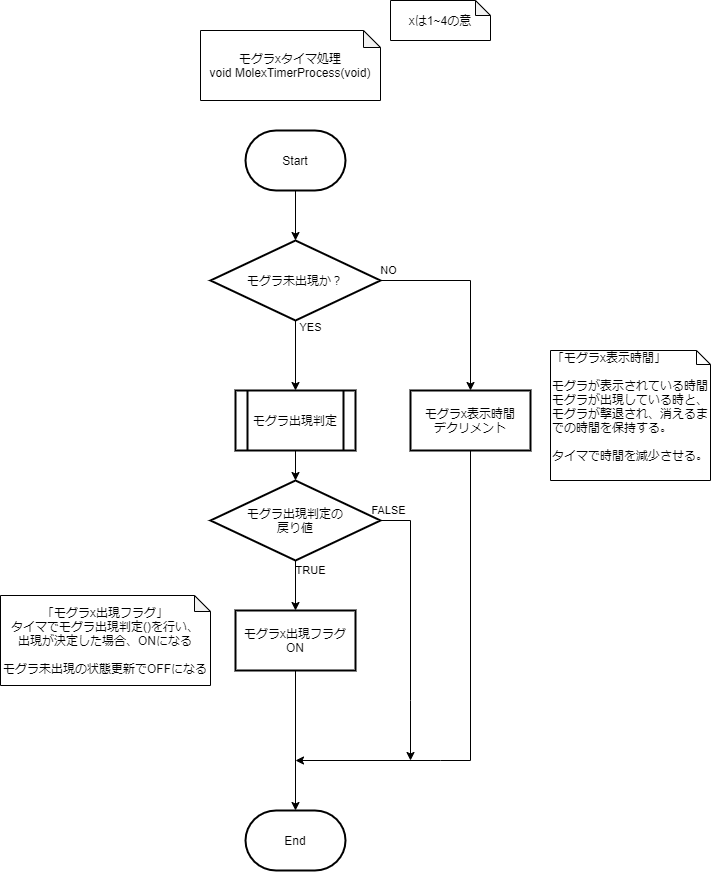 xは1~4の意
モグラxタイマ処理
void MolexTimerProcess(void)
Start
モグラ未出現か？
NO
YES
「モグラx表示時間」
モグラが表示されている時間
モグラが出現している時と、
モグラが撃退され、消えるま
での時間を保持する。
タイマで時間を減少させる。
モグラ出現判定
モグラx表示時間
デクリメント
モグラ出現判定の
戻り値
FALSE
TRUE
「モグラx出現フラグ」
タイマでモグラ出現判定()を行い、
出現が決定した場合、ONになる
モグラ未出現の状態更新でOFFになる
モグラx出現フラグ
ON
End